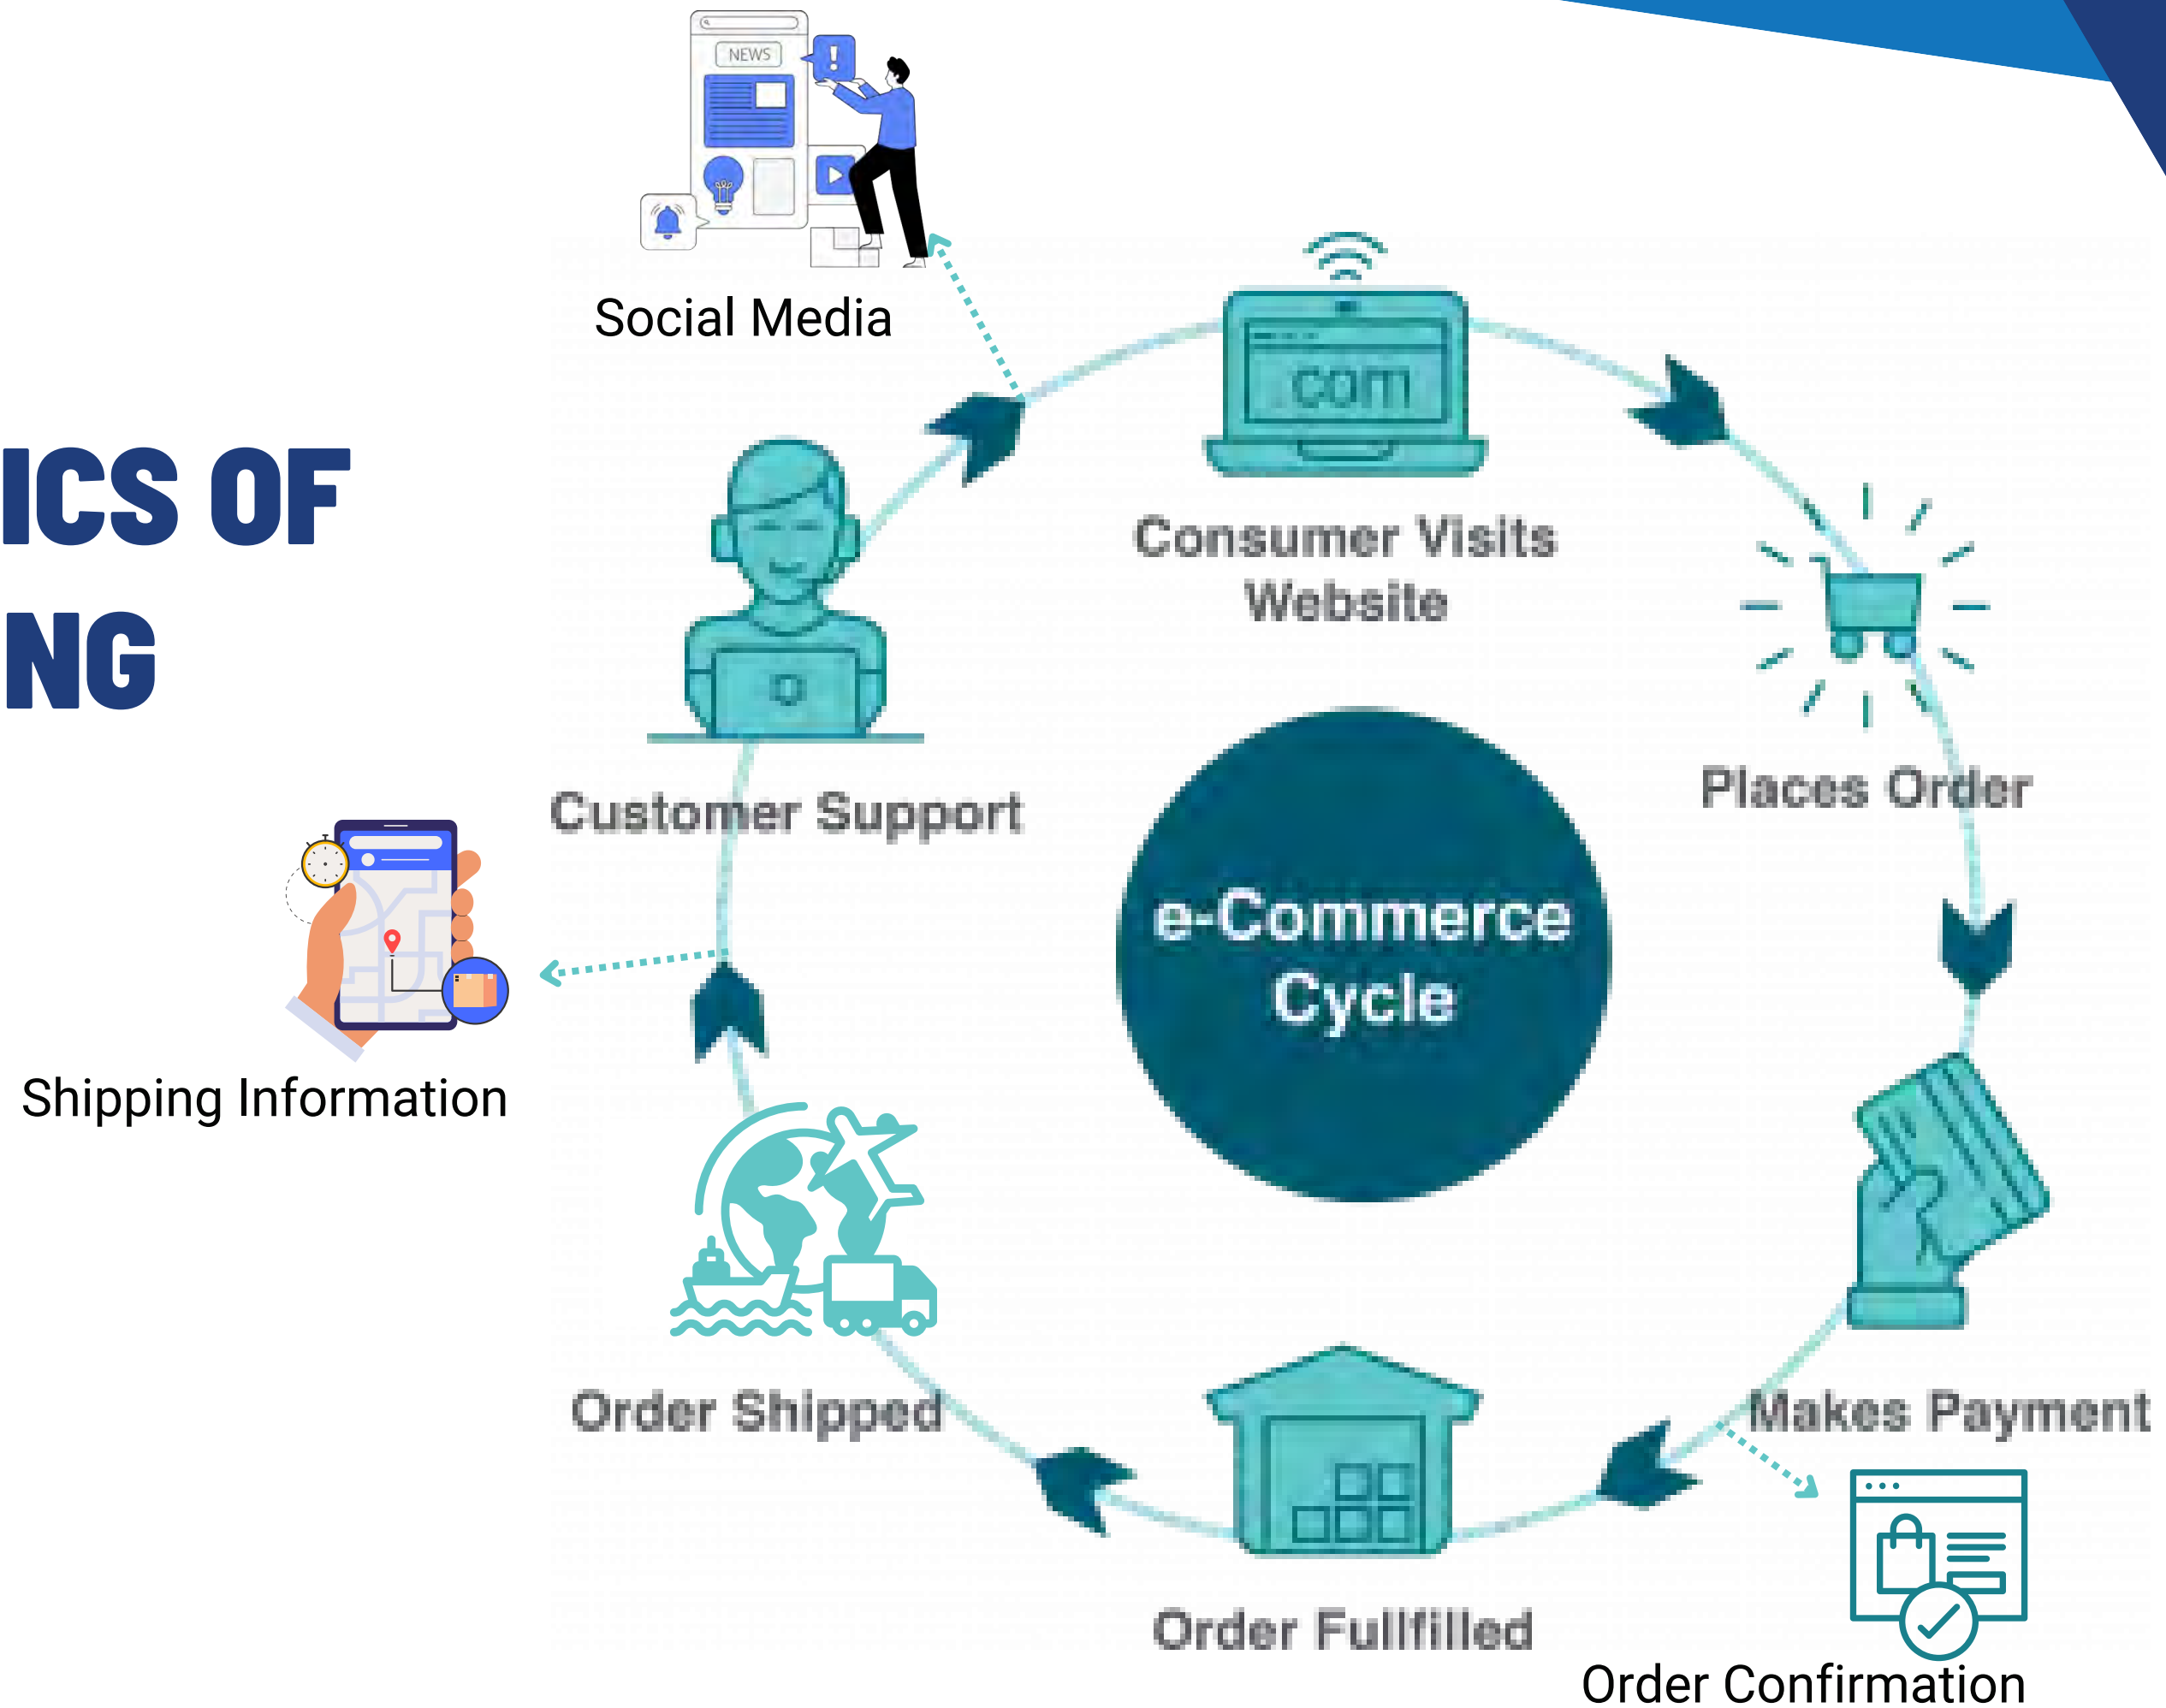 NEWS
Social Media
ICS OF
NG
com
Consumer Visits
Website
Places Order
Customer Support
e-Commerce
Cycle
Shipping Information
Order Shipped
Makes Payment
Order Fullfilled
Order Confirmation